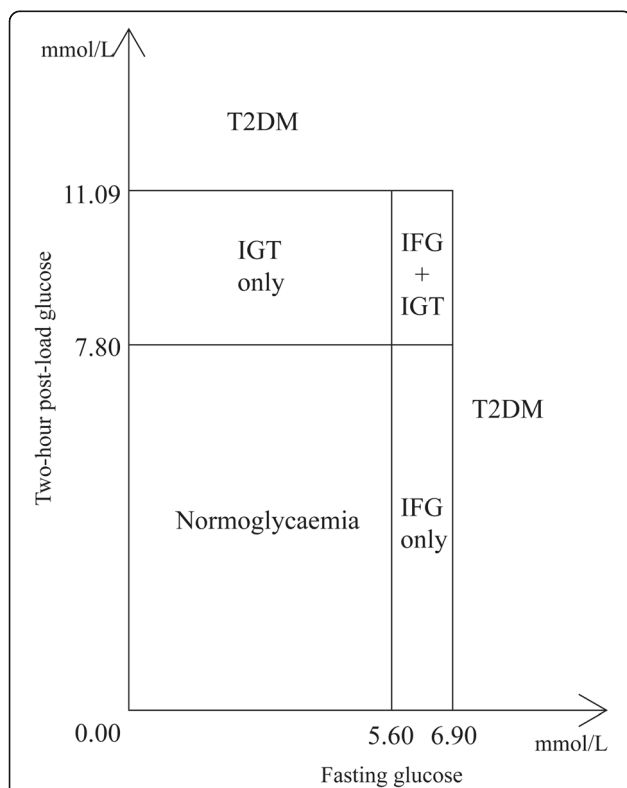 mmol/L
T2DM
11.09
IGT
only
IFG
+
IGT
7.80
Two-hour post-load glucose
T2DM
Normoglycaemia
IFG
only
0.00
5.60
6.90
mmol/L
Fasting glucose